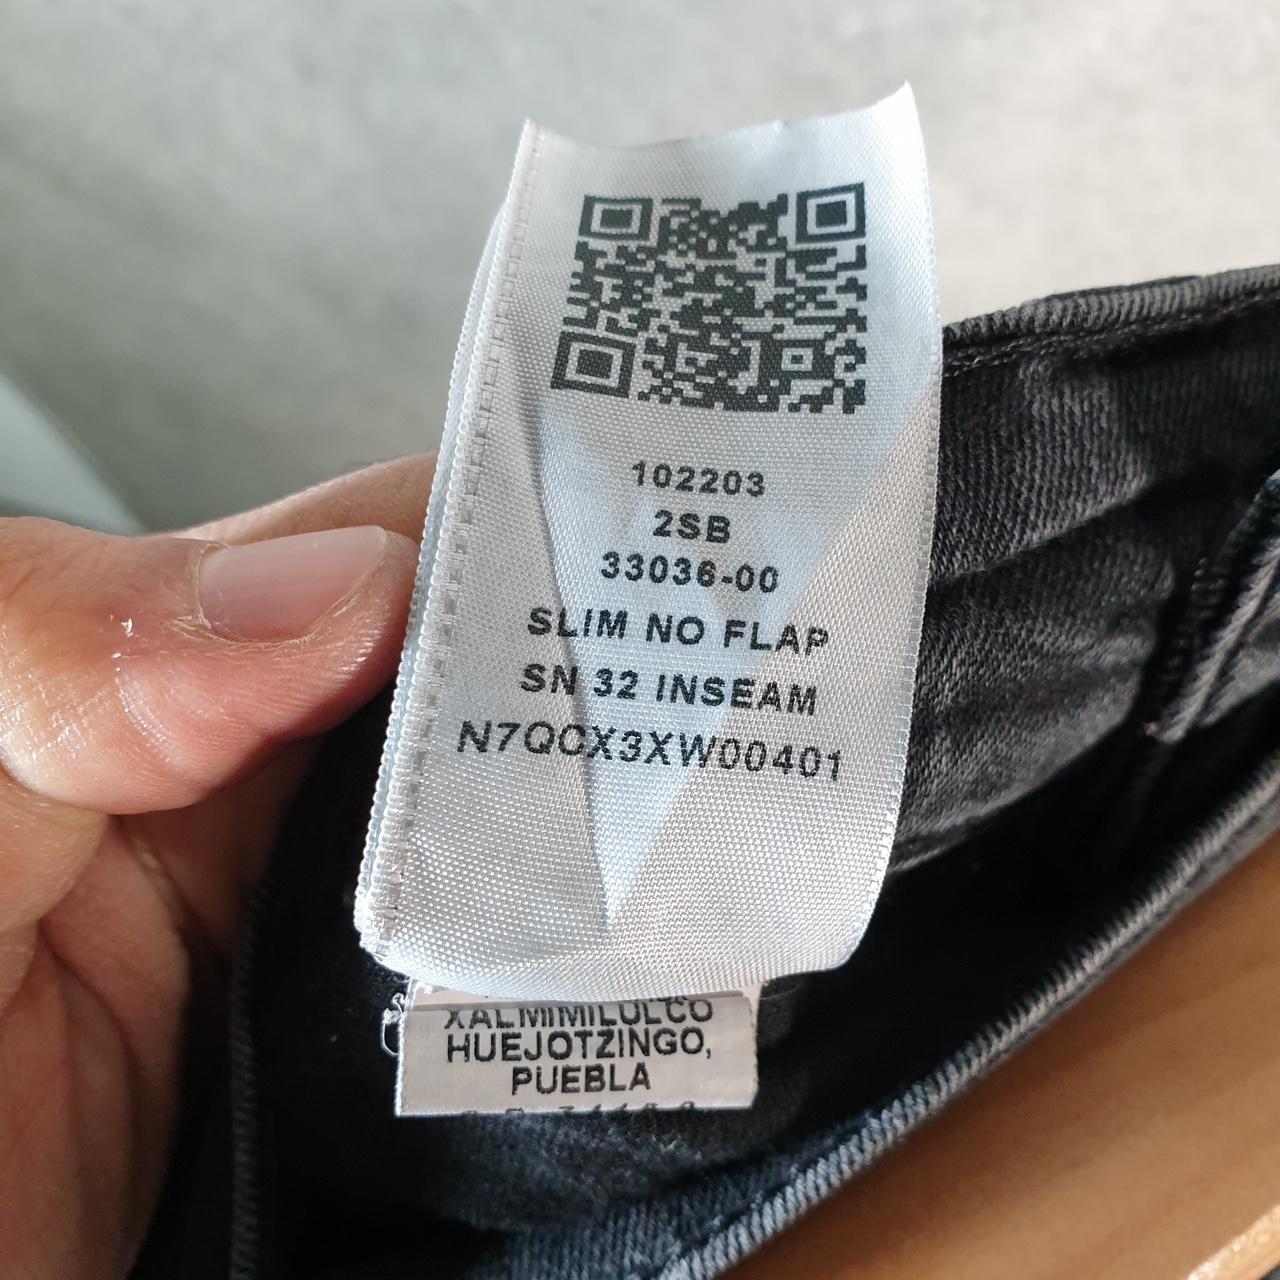 102203
2SB
33036-00
SLIM NO FLAP
SN 32 INSEAM
N7QCX3XW00401
XALMIMILULCO
HUEJOTZINGO,
PUEBLA